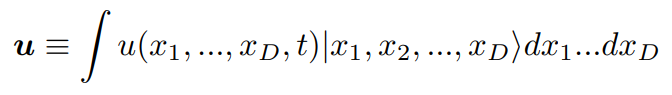 u ≡ ∫ u(x₁, ..., x_D, t)|x₁, x₂, ..., x_D⟩dx₁...dx_D